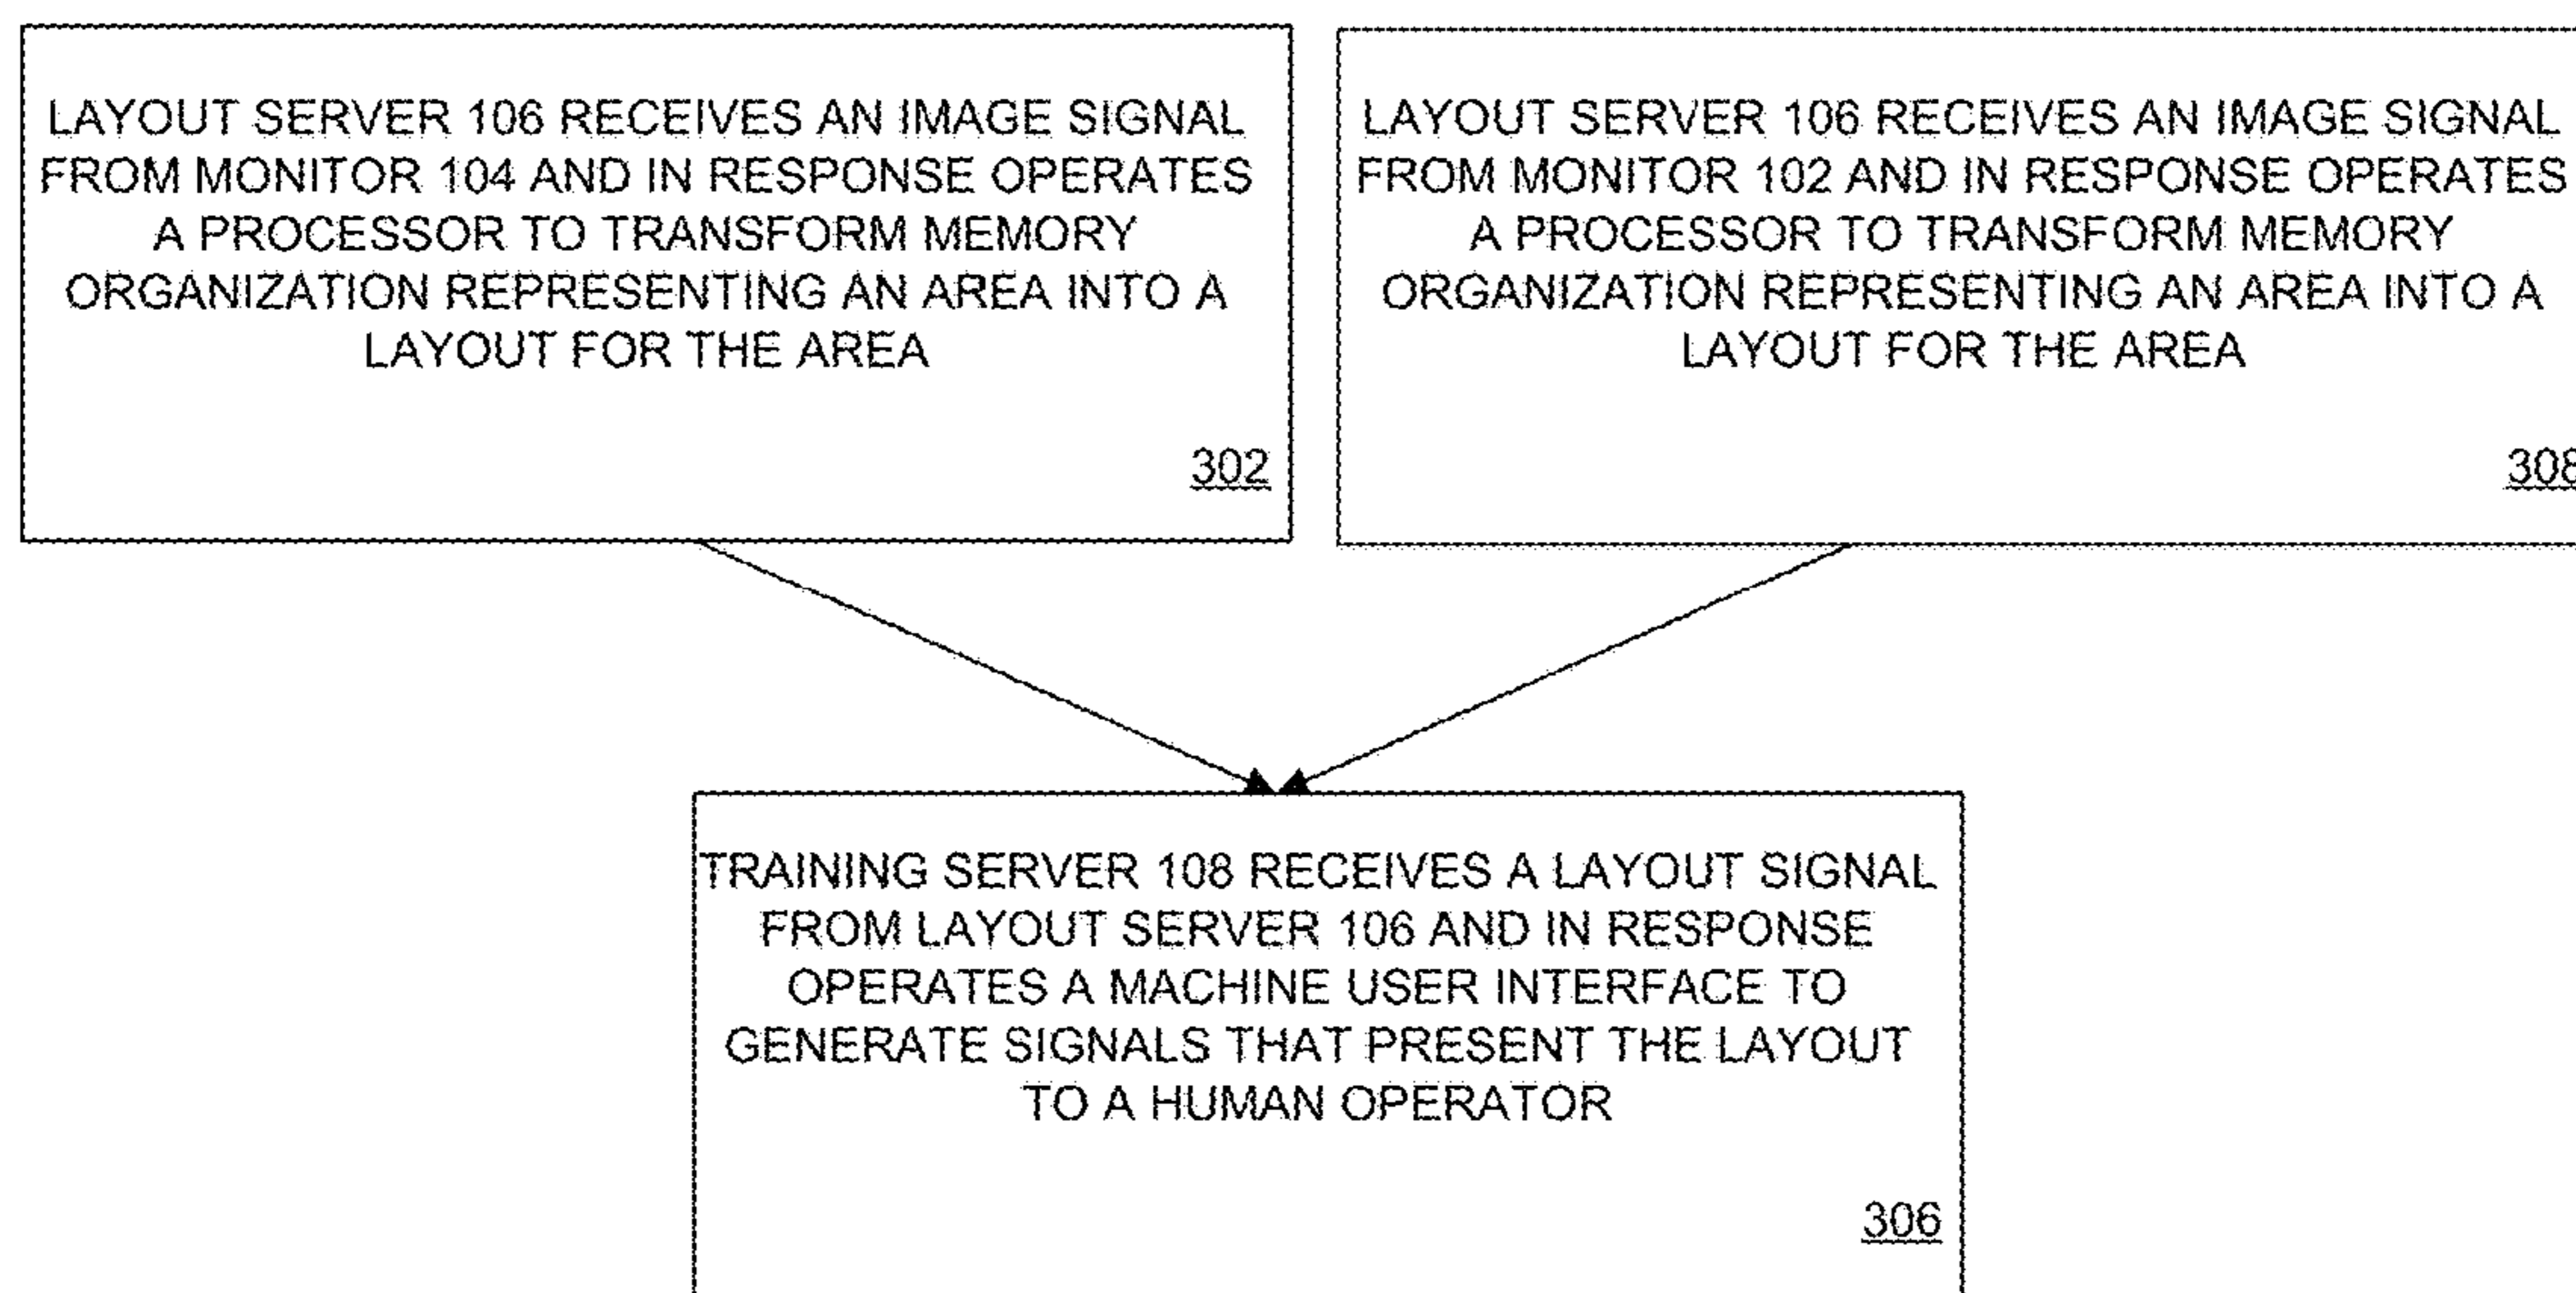 LAYOUT SERVER 106 RECEIVES AN IMAGE SIGNAL
FROM MONITOR 104 AND IN RESPONSE OPERATES
A PROCESSOR TO TRANSFORM MEMORY
ORGANIZATION REPRESENTING AN AREA INTO A
LAYOUT FOR THE AREA
302
LAYOUT SERVER 106 RECEIVES AN IMAGE SIGNAL
FROM MONITOR 102 AND IN RESPONSE OPERATES
A PROCESSOR TO TRANSFORM MEMORY
ORGANIZATION REPRESENTING AN AREA INTO A
LAYOUT FOR THE AREA
308
TRAINING SERVER 108 RECEIVES A LAYOUT SIGNAL
FROM LAYOUT SERVER 106 AND IN RESPONSE
OPERATES A MACHINE USER INTERFACE TO
GENERATE SIGNALS THAT PRESENT THE LAYOUT
TO A HUMAN OPERATOR
306